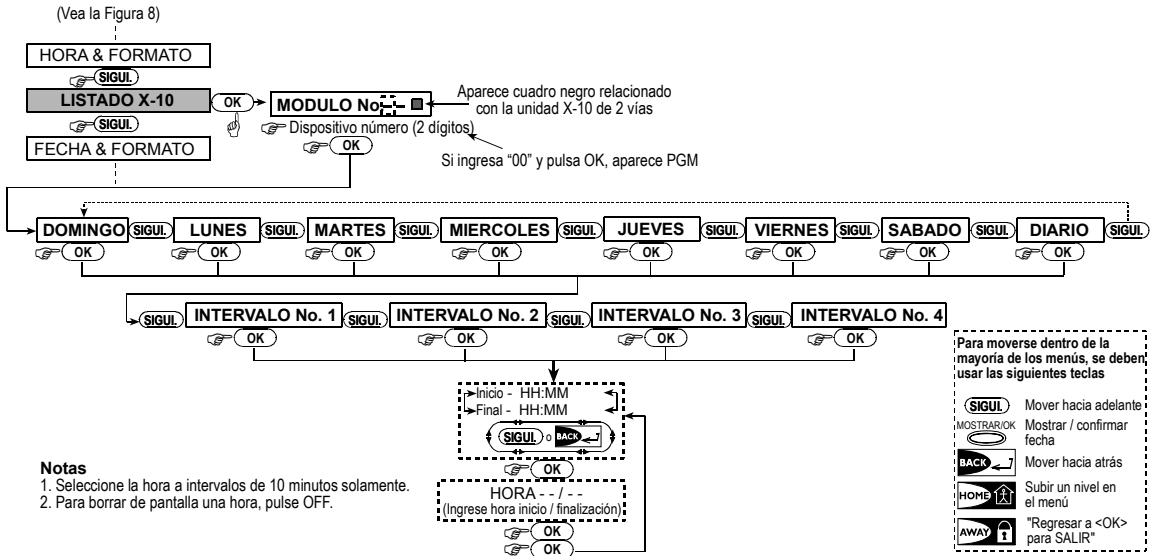 (Vea la Figura 8)
HORA & FORMATO
SIGUI.
LISTADO X-10
OK
MODULO No. - - ■
Aparece cuadro negro relacionado
con la unidad X-10 de 2 vías
SIGUI.
Dispositivo número (2 dígitos)
OK
FECHA & FORMATO
Si ingresa “00” y pulsa OK, aparece PGM
DOMINGO SIGUI. LUNES SIGUI. MARTES SIGUI. MIERCOLES SIGUI. JUEVES SIGUI. VIERNES SIGUI. SABADO SIGUI. DIARIO SIGUI.
OK OK OK OK OK OK OK OK
SIGUI. INTERVALO No. 1 SIGUI. INTERVALO No. 2 SIGUI. INTERVALO No. 3 SIGUI. INTERVALO No. 4
OK OK OK OK
Inicio - HH:MM
Final - HH:MM
SIGUI. o BACK
OK
HORA - - / - -
(Ingrese hora inicio / finalización)
OK
OK
Notas
1. Seleccione la hora a intervalos de 10 minutos solamente.
2. Para borrar de pantalla una hora, pulse OFF.
Para moverse dentro de la
mayoría de los menús, se deben
usar las siguientes teclas
SIGUI. Mover hacia adelante
MOSTRAR/OK Mostrar / confirmar
fecha
BACK Mover hacia atrás
HOME Subir un nivel en
el menú
AWAY "Regresar a <OK>
para SALIR"